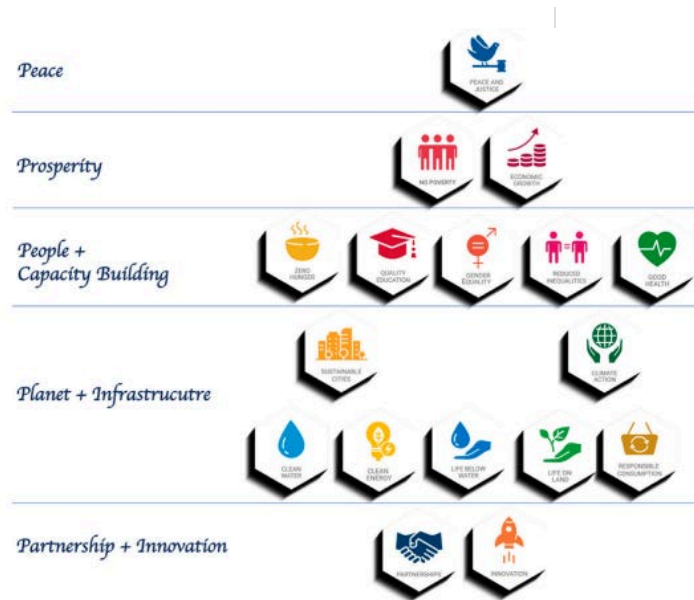 Peace
PEACE AND
JUSTICE
Prosperity
NO POVERTY
ECONOMIC
GROWTH
People +
Capacity Building
ZERO
HUNGER
QUALITY
EDUCATION
GENDER
EQUALITY
REDUCED
INEQUALITIES
GOOD
HEALTH
Planet + Infrastrucutre
SUSTAINABLE
CITIES
CLIMATE
ACTION
CLEAN
WATER
CLEAN
ENERGY
LIFE BELOW
WATER
LIFE ON
LAND
RESPONSIBLE
CONSUMPTION
Partnership + Innovation
PARTNERSHIPS
INNOVATION